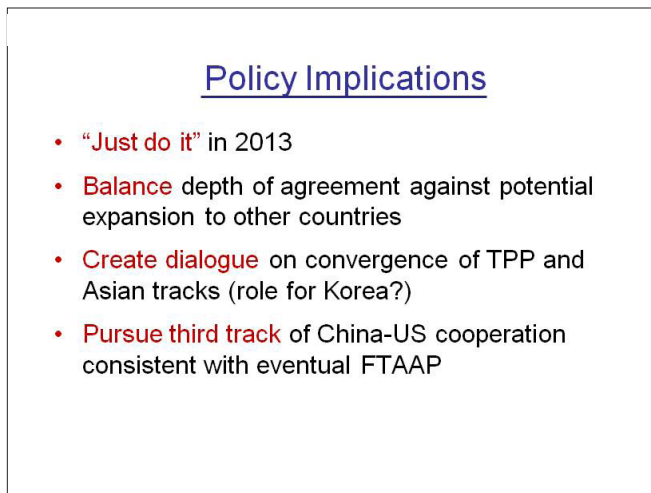 Policy Implications
• “Just do it” in 2013
• Balance depth of agreement against potential
expansion to other countries
• Create dialogue on convergence of TPP and
Asian tracks (role for Korea?)
• Pursue third track of China-US cooperation
consistent with eventual FTAAP